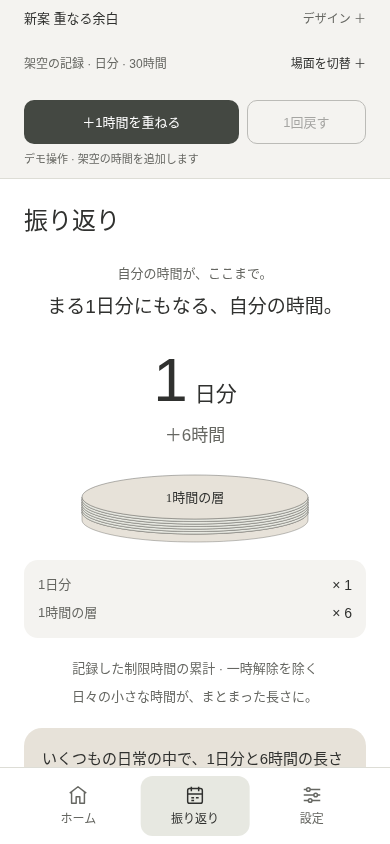 新案 重なる余白
デザイン ＋
架空の記録 · 日分 · 30時間
場面を切替 ＋
＋1時間を重ねる
1回戻す
デモ操作 · 架空の時間を追加します
振り返り
自分の時間が、ここまで。
まる1日分にもなる、自分の時間。
1 日分
＋6時間
1時間の層
1日分
× 1
1時間の層
× 6
記録した制限時間の累計 · 一時解除を除く
日々の小さな時間が、まとまった長さに。
いくつもの日常の中で、1日分と6時間の長さ
ホーム
振り返り
設定